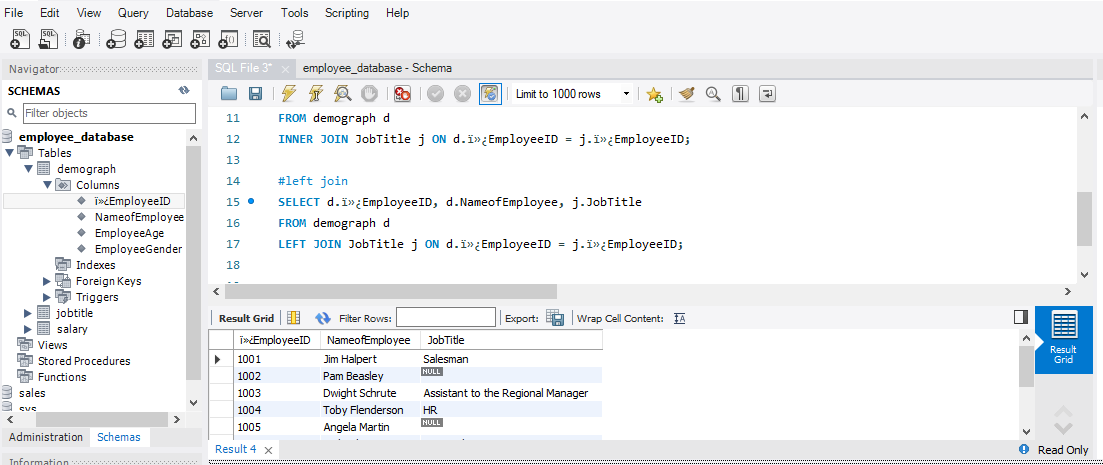 File Edit View Query Database Server Tools Scripting Help
Navigator
SCHEMAS
Filter objects
employee_database
Tables
demograph
Columns
ï»¿EmployeeID
NameofEmployee
EmployeeAge
EmployeeGender
Indexes
Foreign Keys
Triggers
jobtitle
salary
Views
Stored Procedures
Functions
sales
sys
Administration Schemas
Information
SQL File 3* employee_database - Schema
Limit to 1000 rows
11 FROM demograph d
12 INNER JOIN JobTitle j ON d.ï»¿EmployeeID = j.ï»¿EmployeeID;
13
14 #left join
15 SELECT d.ï»¿EmployeeID, d.NameofEmployee, j.JobTitle
16 FROM demograph d
17 LEFT JOIN JobTitle j ON d.ï»¿EmployeeID = j.ï»¿EmployeeID;
18
Result Grid Filter Rows: Export: Wrap Cell Content:
ï»¿EmployeeID NameofEmployee JobTitle
1001 Jim Halpert Salesman
1002 Pam Beasley NULL
1003 Dwight Schrute Assistant to the Regional Manager
1004 Toby Flenderson HR
1005 Angela Martin NULL
Result
Grid
Result 4
Read Only